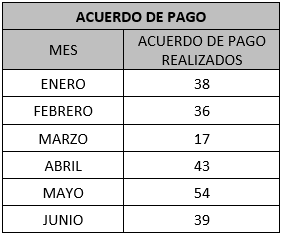 ACUERDO DE PAGO
MES
ACUERDO DE PAGO
REALIZADOS
ENERO 38
FEBRERO 36
MARZO 17
ABRIL 43
MAYO 54
JUNIO 39